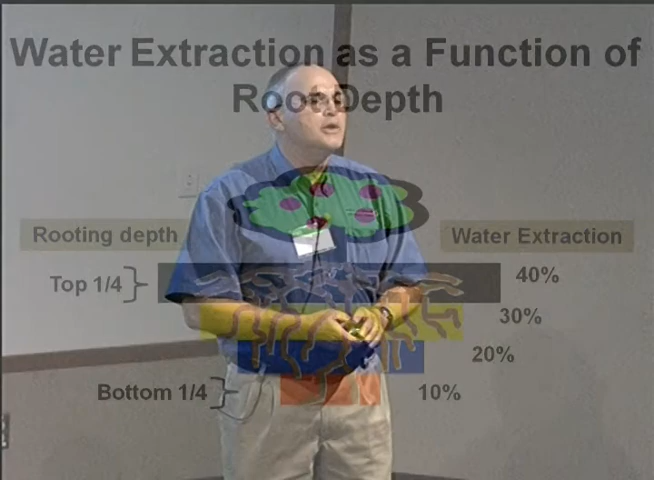 Water Extraction as a Function of
Root Depth
Rooting depth
Water Extraction
Top 1/4
40%
30%
20%
Bottom 1/4
10%